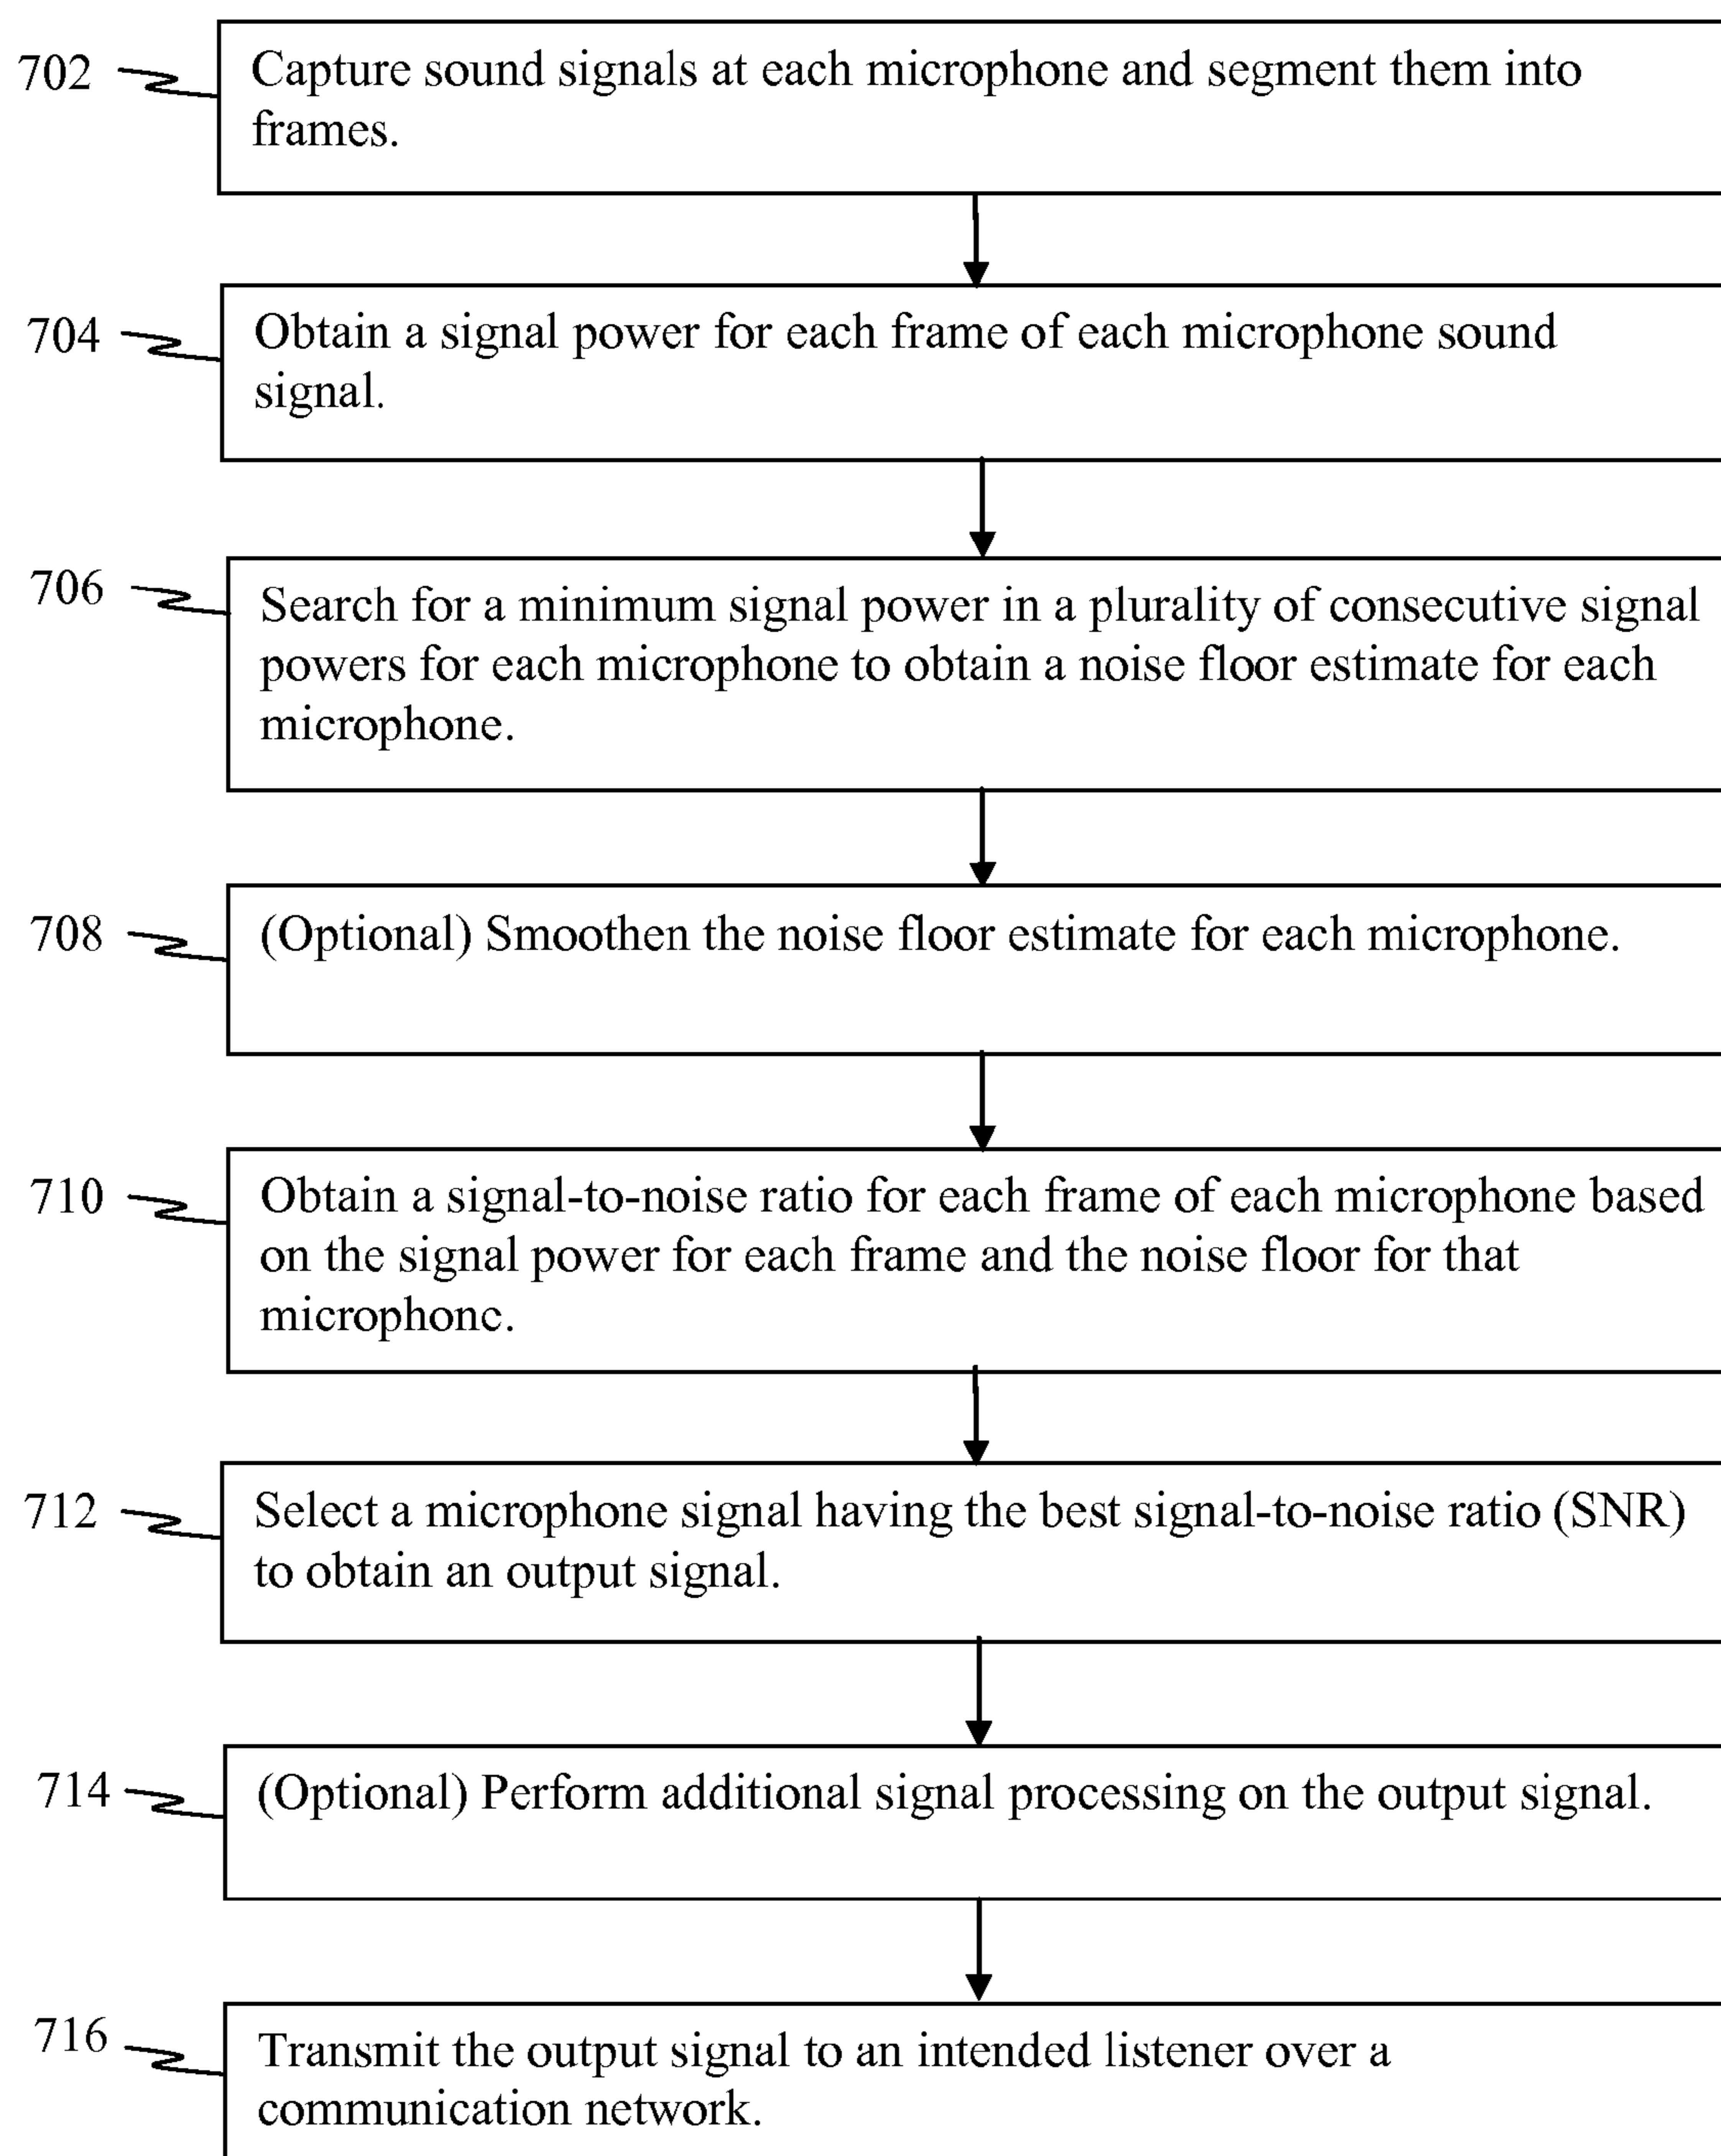 702
Capture sound signals at each microphone and segment them into
frames.
704
Obtain a signal power for each frame of each microphone sound
signal.
706
Search for a minimum signal power in a plurality of consecutive signal
powers for each microphone to obtain a noise floor estimate for each
microphone.
708
(Optional) Smoothen the noise floor estimate for each microphone.
710
Obtain a signal-to-noise ratio for each frame of each microphone based
on the signal power for each frame and the noise floor for that
microphone.
712
Select a microphone signal having the best signal-to-noise ratio (SNR)
to obtain an output signal.
714
(Optional) Perform additional signal processing on the output signal.
716
Transmit the output signal to an intended listener over a
communication network.